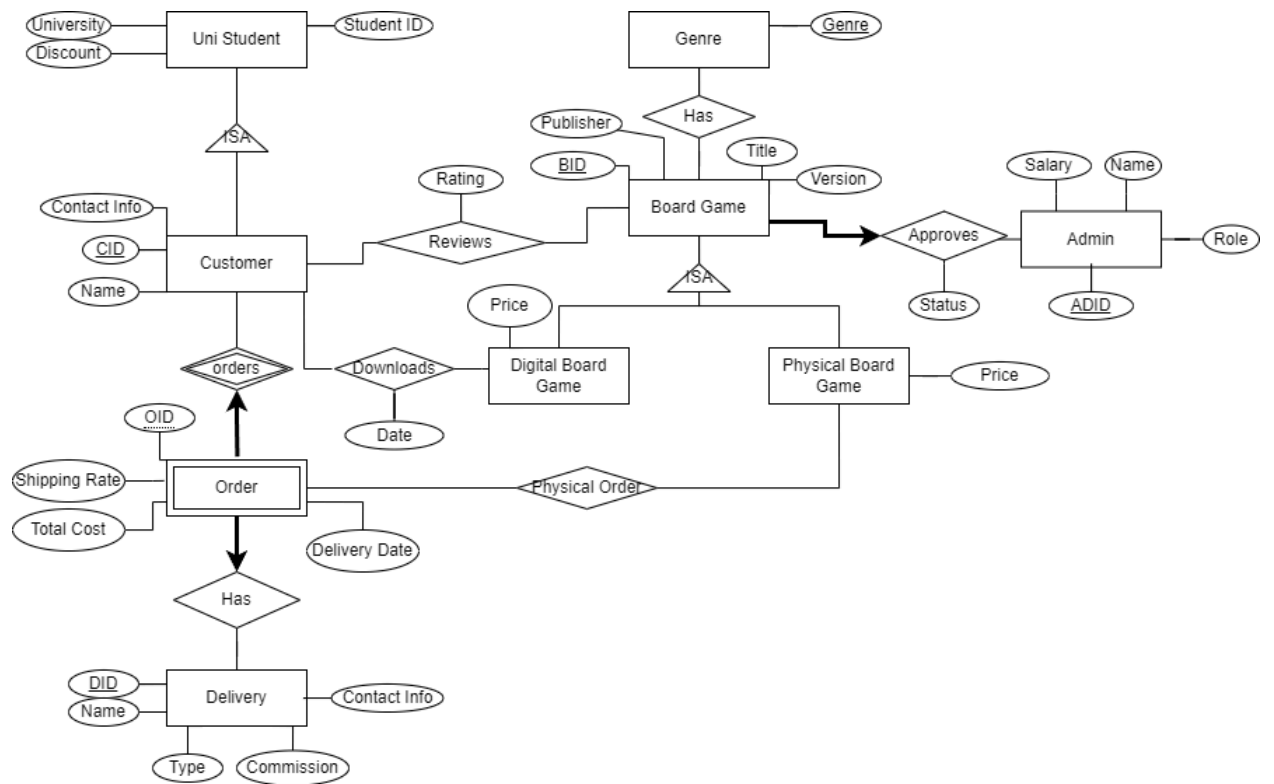 University
Uni Student
Student ID
Discount
Genre
Genre
ISA
Has
Publisher
Title
BID
Version
Board Game
Rating
Salary
Name
Contact Info
Reviews
Approves
Admin
Role
CID
Customer
Name
ISA
Status
ADID
Price
orders
Downloads
Digital Board
Game
Physical Board
Game
Price
OID
Date
Shipping Rate
Order
Physical Order
Total Cost
Delivery Date
Has
DID
Name
Delivery
Contact Info
Type
Commission